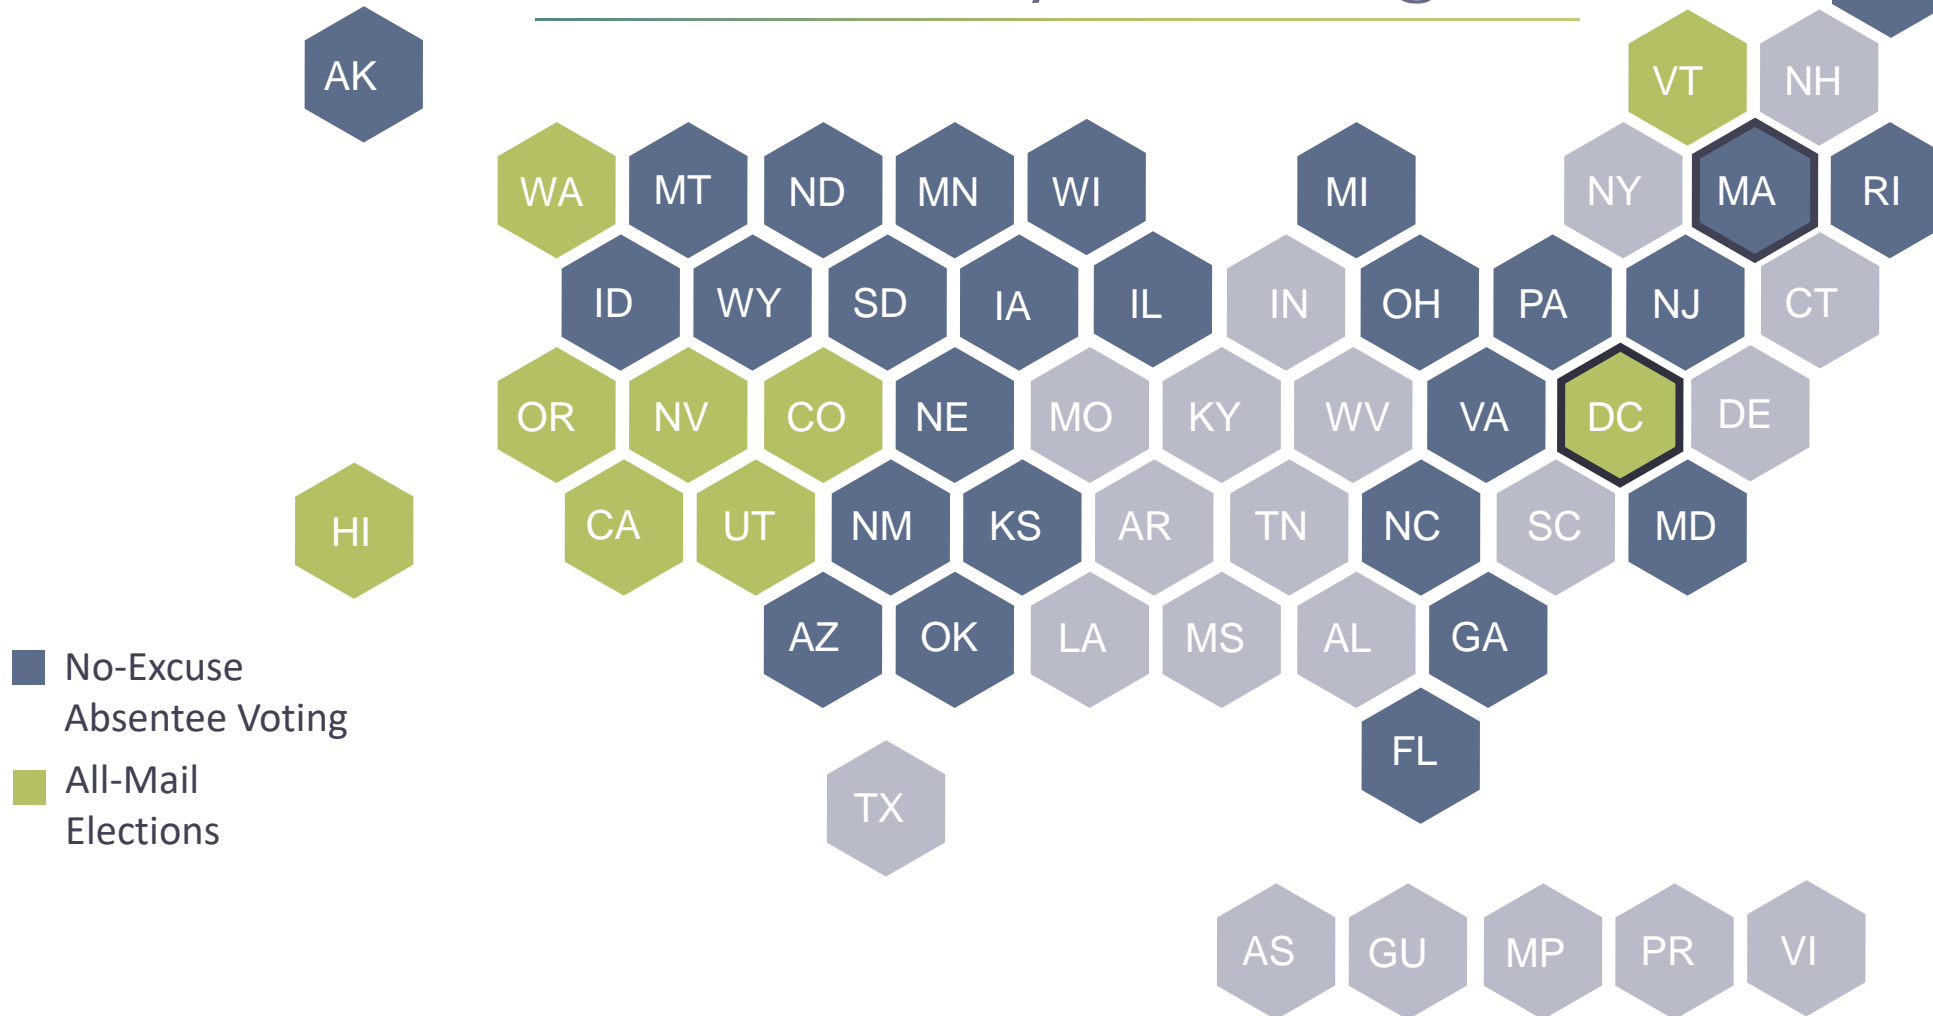 AK
VT
NH
WA
MT
ND
MN
WI
MI
NY
MA
RI
ID
WY
SD
IA
IL
IN
OH
PA
NJ
CT
OR
NV
CO
NE
MO
KY
WV
VA
DC
DE
HI
CA
UT
NM
KS
AR
TN
NC
SC
MD
AZ
OK
LA
MS
AL
GA
No-Excuse
Absentee Voting
FL
All-Mail
Elections
TX
AS
GU
MP
PR
VI